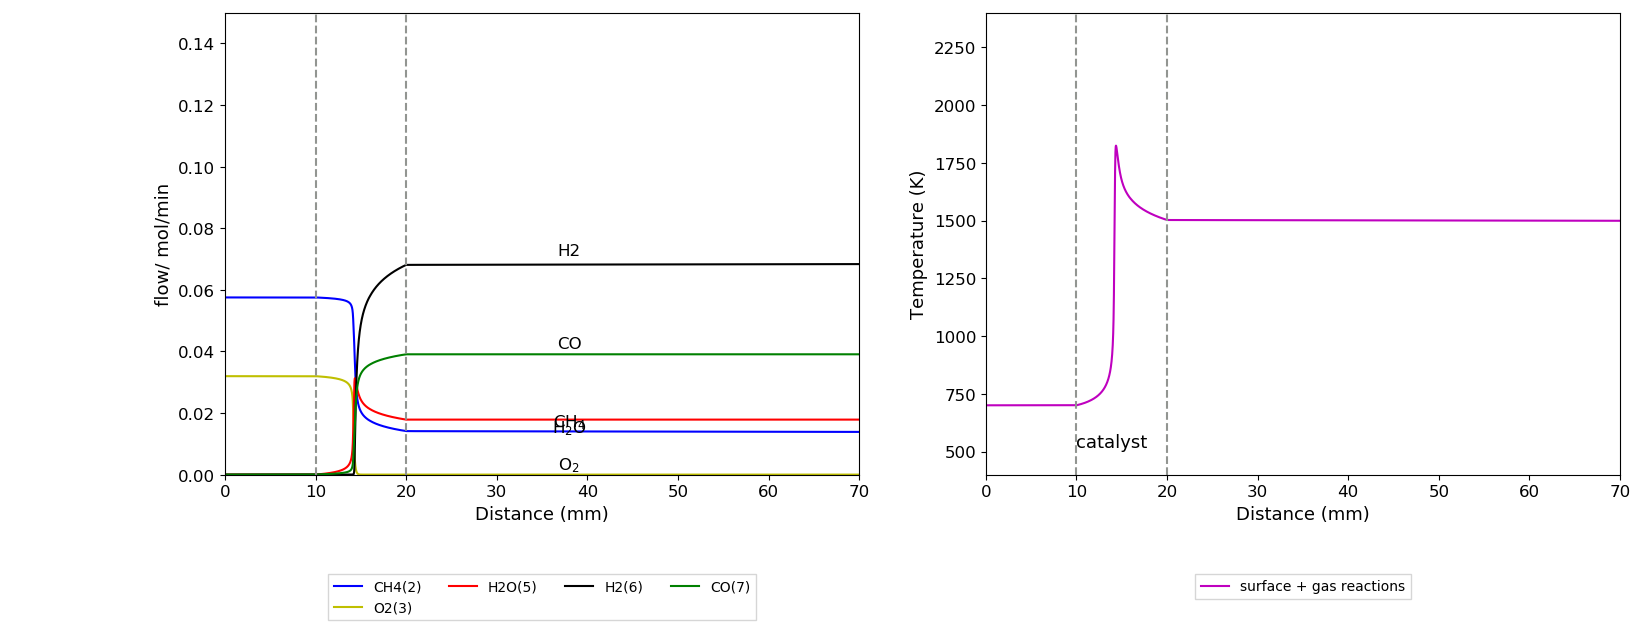 0.14
0.12
0.10
0.08
0.06
0.04
0.02
0.00
flow/ mol/min
H2
CO
CH4
H₂O
O₂
0 10 20 30 40 50 60 70
Distance (mm)
CH4(2) H2O(5) H2(6) CO(7)
O2(3)
2250
2000
1750
1500
1250
1000
750
500
Temperature (K)
catalyst
0 10 20 30 40 50 60 70
Distance (mm)
surface + gas reactions